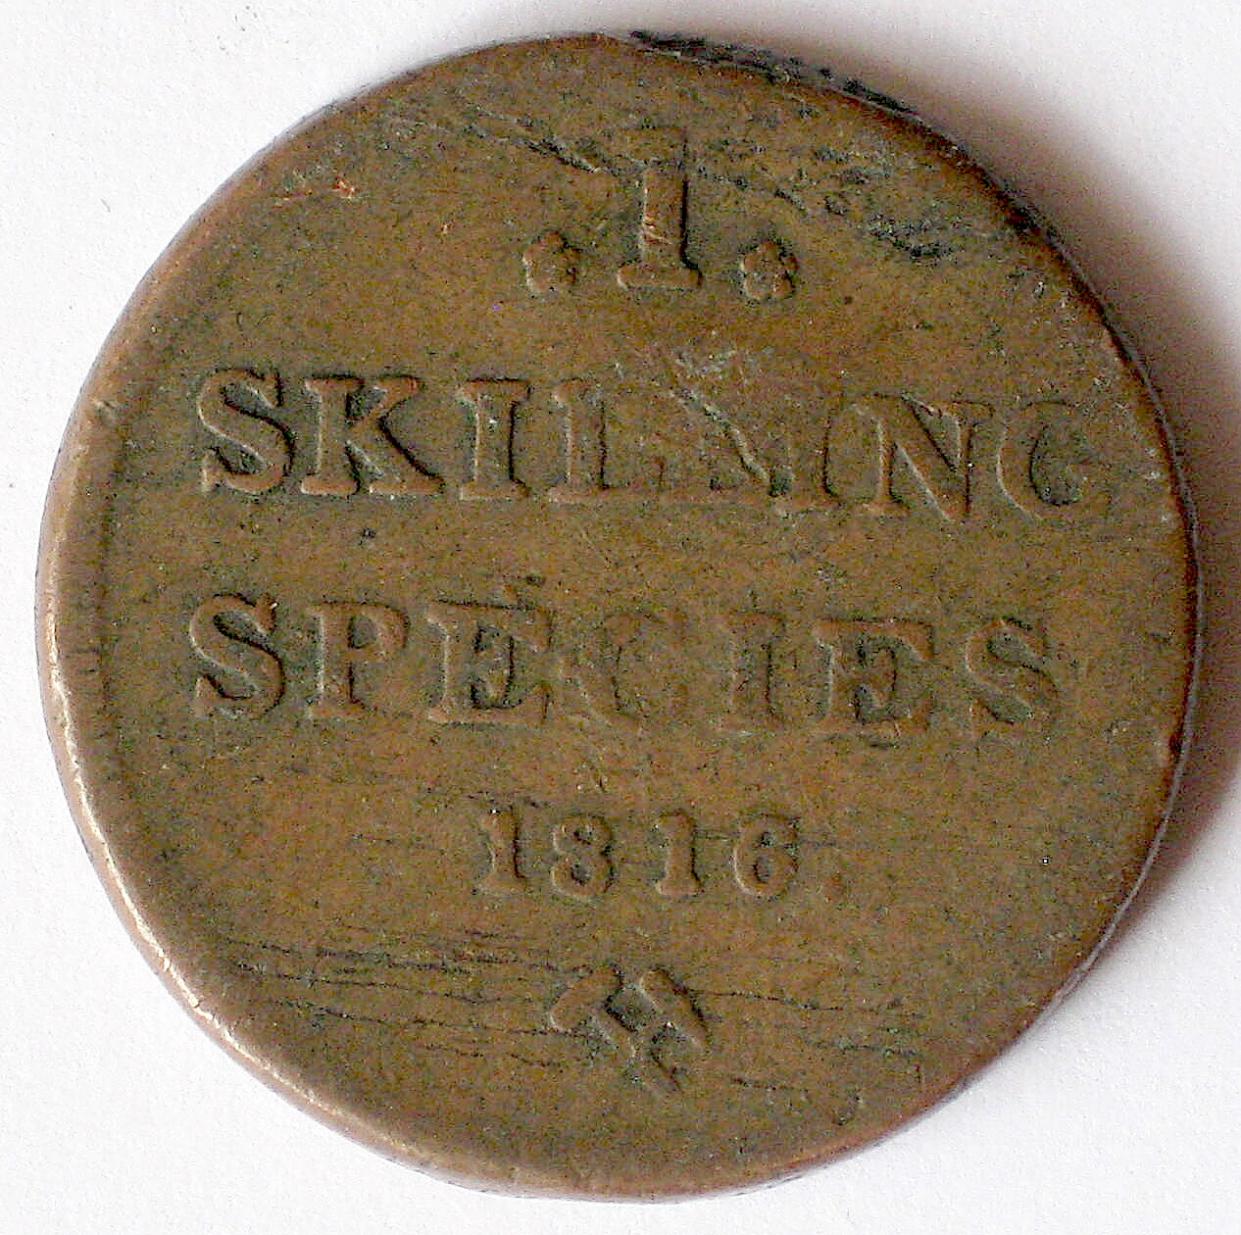 .1.
SKILLING
SPECIES
1816